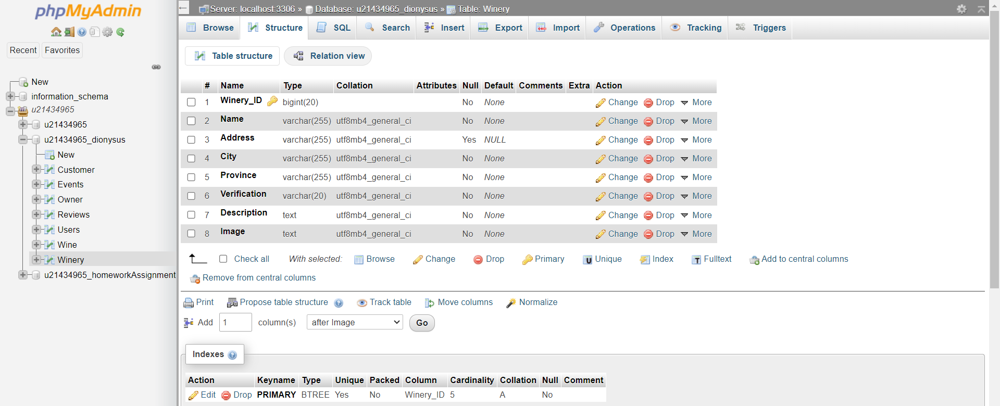 phpMyAdmin
Recent Favorites
New
information_schema
u21434965
u21434965
u21434965_dionysus
New
Customer
Events
Owner
Reviews
Users
Wine
Winery
u21434965_homeworkAssignment
Server: localhost:3306 » Database: u21434965_dionysus » Table: Winery
Browse Structure SQL Search Insert Export Import Operations Tracking Triggers
Table structure Relation view
# Name Type Collation Attributes Null Default Comments Extra Action
1 Winery_ID bigint(20) No None Change Drop More
2 Name varchar(255) utf8mb4_general_ci No None Change Drop More
3 Address varchar(255) utf8mb4_general_ci Yes NULL Change Drop More
4 City varchar(255) utf8mb4_general_ci No None Change Drop More
5 Province varchar(255) utf8mb4_general_ci No None Change Drop More
6 Verification varchar(20) utf8mb4_general_ci No None Change Drop More
7 Description text utf8mb4_general_ci No None Change Drop More
8 Image text utf8mb4_general_ci No None Change Drop More
Check all With selected: Browse Change Drop Primary Unique Index Fulltext Add to central columns
Remove from central columns
Print Propose table structure Track table Move columns Normalize
Add 1 column(s) after Image Go
Indexes
Action Keyname Type Unique Packed Column Cardinality Collation Null Comment
Edit Drop PRIMARY BTREE Yes No Winery_ID 5 A No